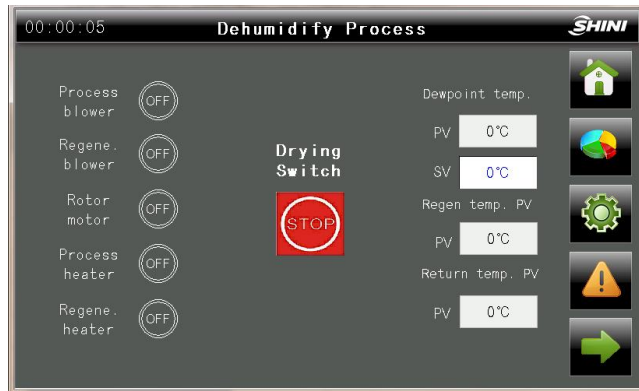 00:00:05
Dehumidify Process
SHINI
Process
blower
OFF
Regene.
blower
OFF
Rotor
motor
OFF
Process
heater
OFF
Regene.
heater
OFF
Drying
Switch
STOP
Dewpoint temp.
PV 0℃
SV 0℃
Regen temp. PV
PV 0℃
Return temp. PV
PV 0℃